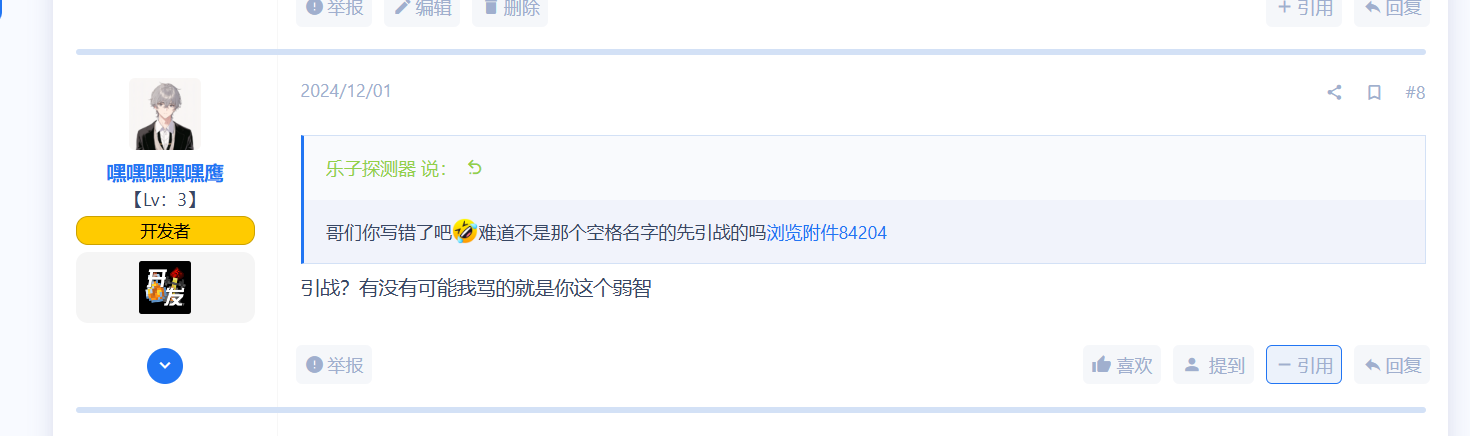 举报 编辑 删除 引用 回复
2024/12/01 #8
乐子探测器 说：
嘿嘿嘿嘿嘿鹰
【Lv：3】
开发者
开发
哥们你写错了吧🤣难道不是那个空格名字的先引战的吗浏览附件84204
引战？有没有可能我骂的就是你这个弱智
举报 喜欢 提到 引用 回复